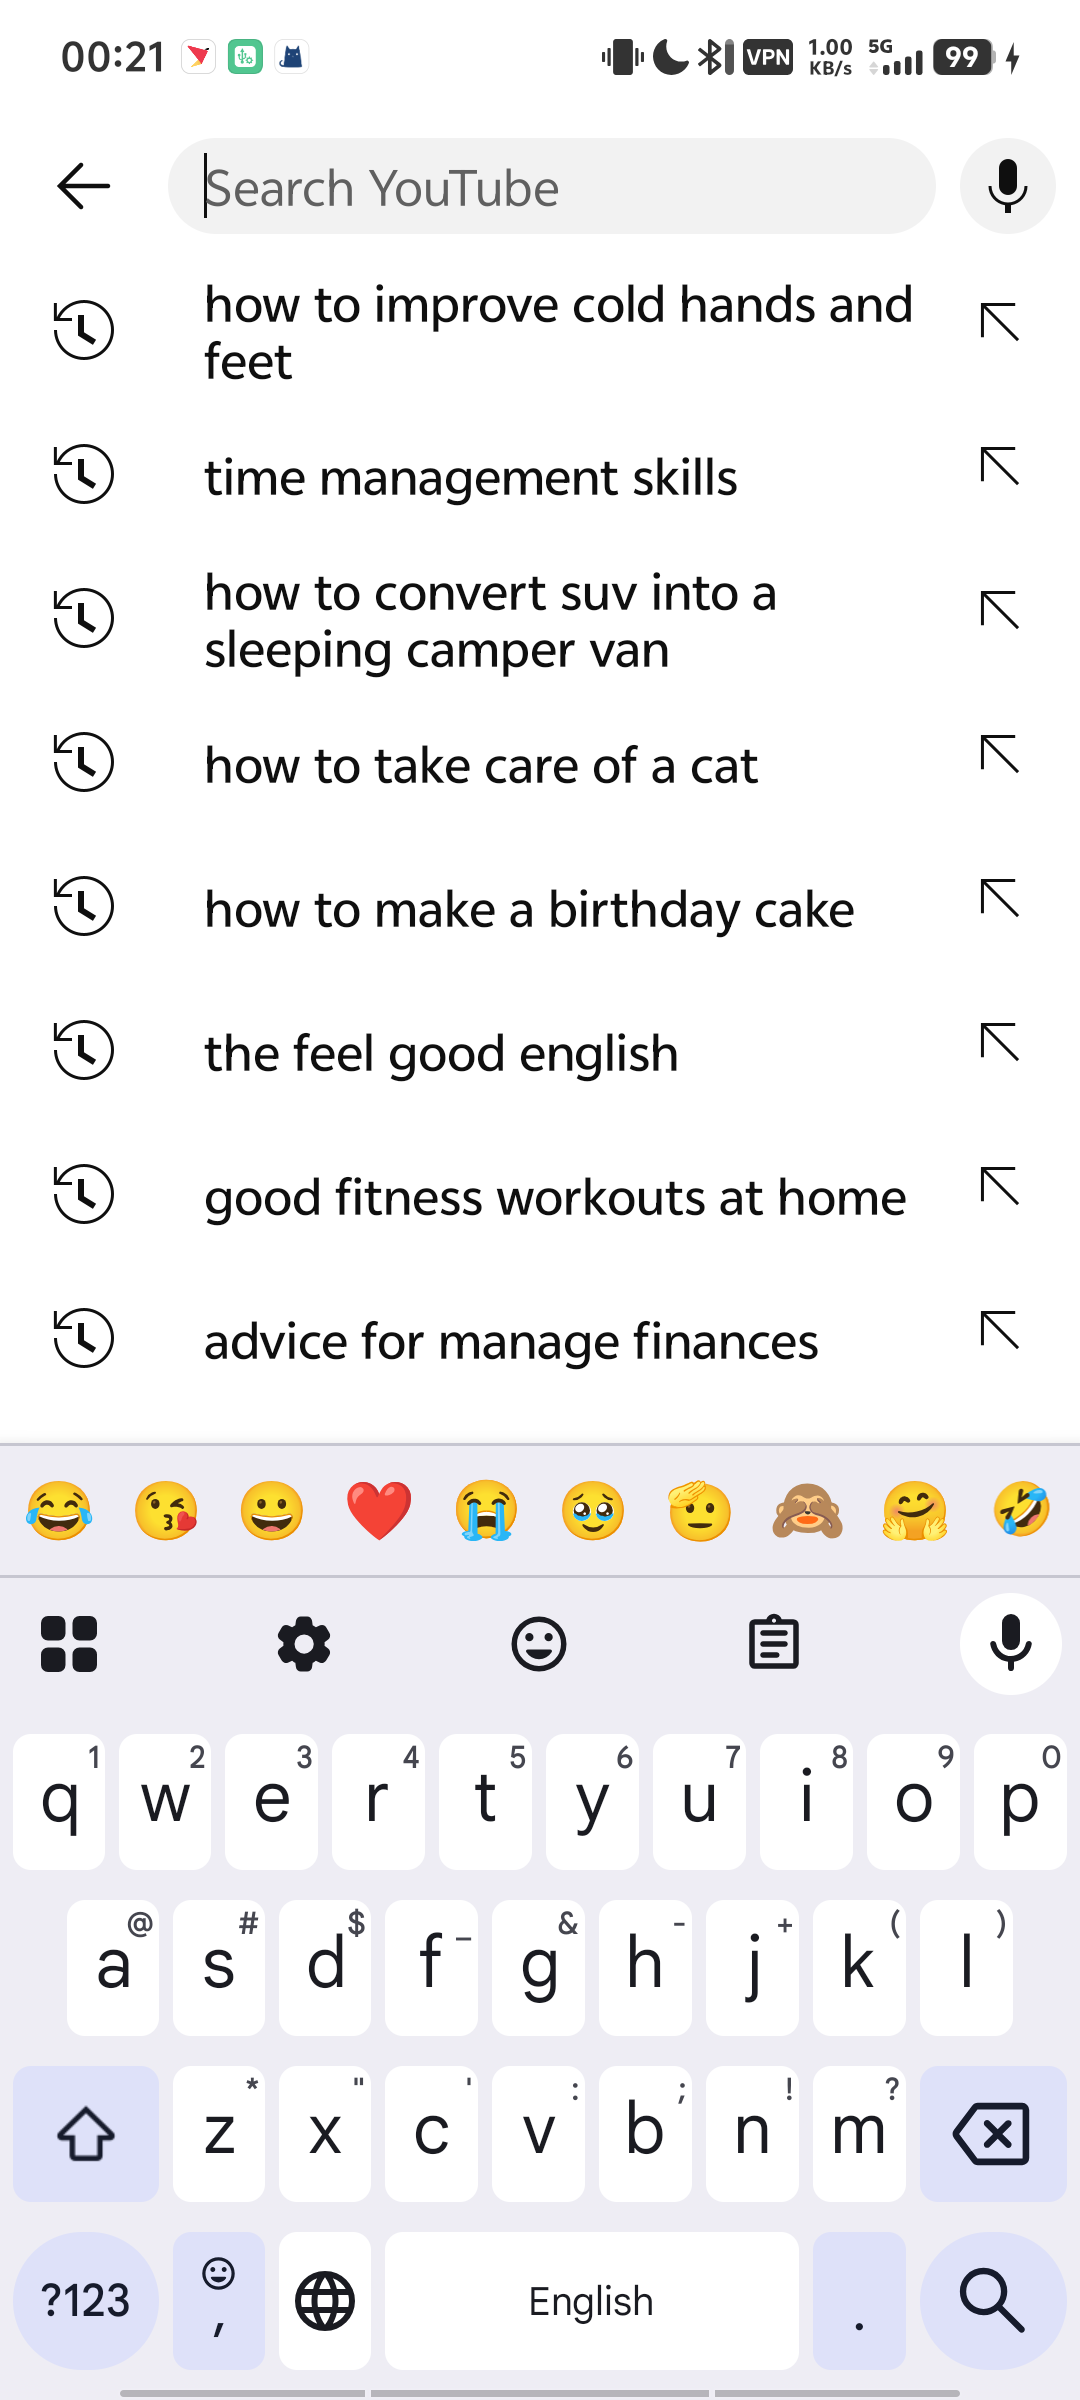 00:21
VPN
1.00
KB/s
5G
99
Search YouTube
how to improve cold hands and
feet
time management skills
how to convert suv into a
sleeping camper van
how to take care of a cat
how to make a birthday cake
the feel good english
good fitness workouts at home
advice for manage finances
1 2 3 4 5 6 7 8 9 0
q w e r t y u i o p
@ # $ _ & - + ( )
a s d f g h j k l
* " ' : ; ! ?
z x c v b n m
?123 , English .